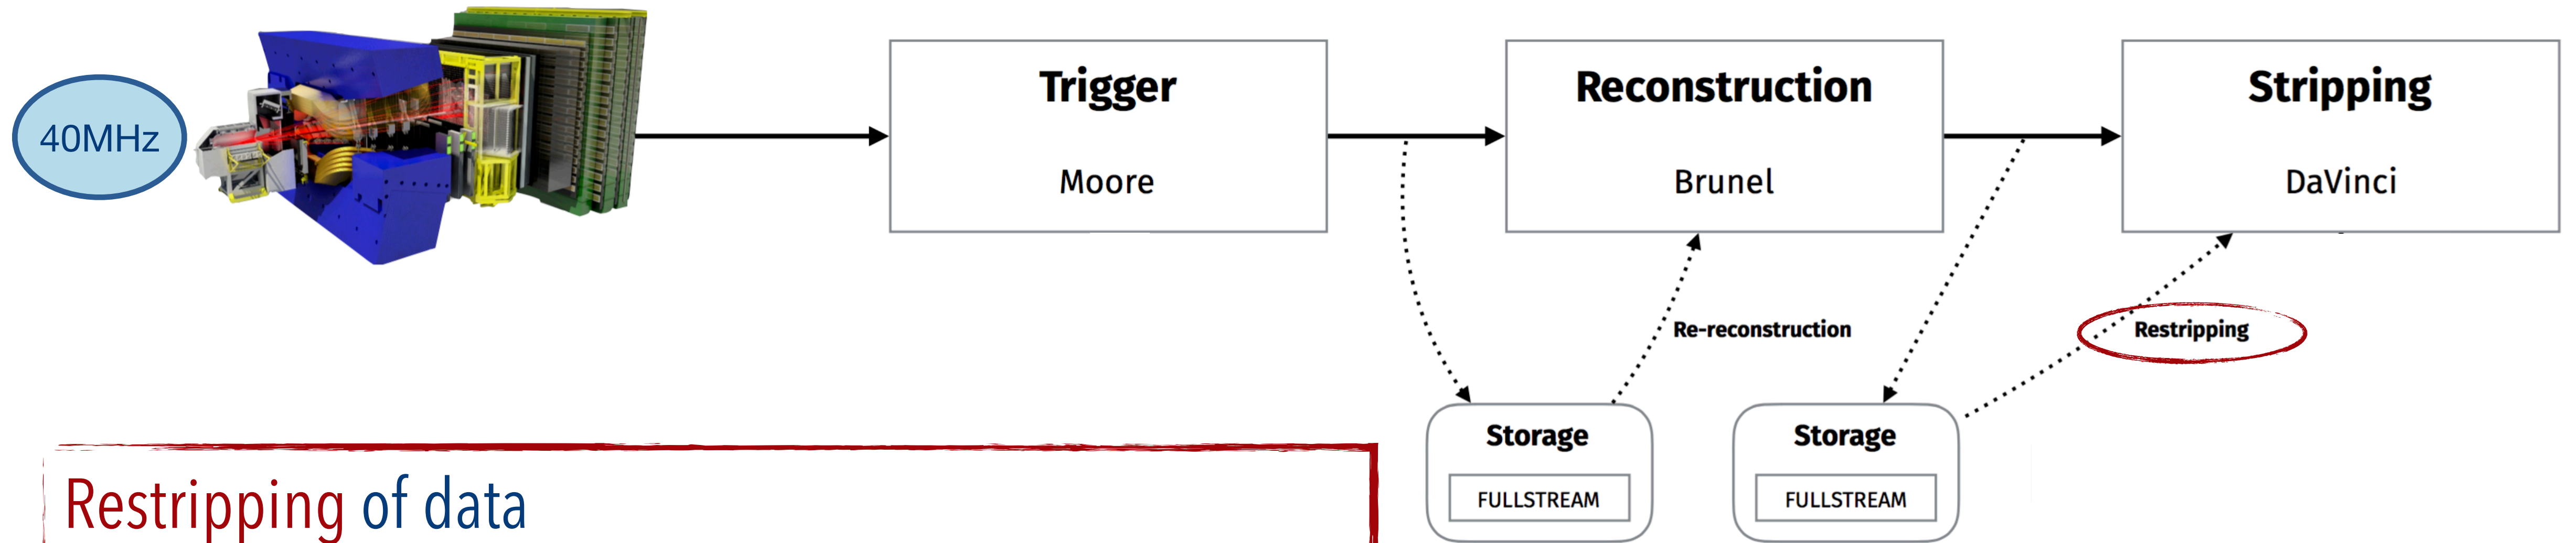 40MHz
Trigger
Moore
Reconstruction
Brunel
Stripping
DaVinci
Re-reconstruction
Restripping
Storage
FULLSTREAM
Storage
FULLSTREAM
Restripping of data